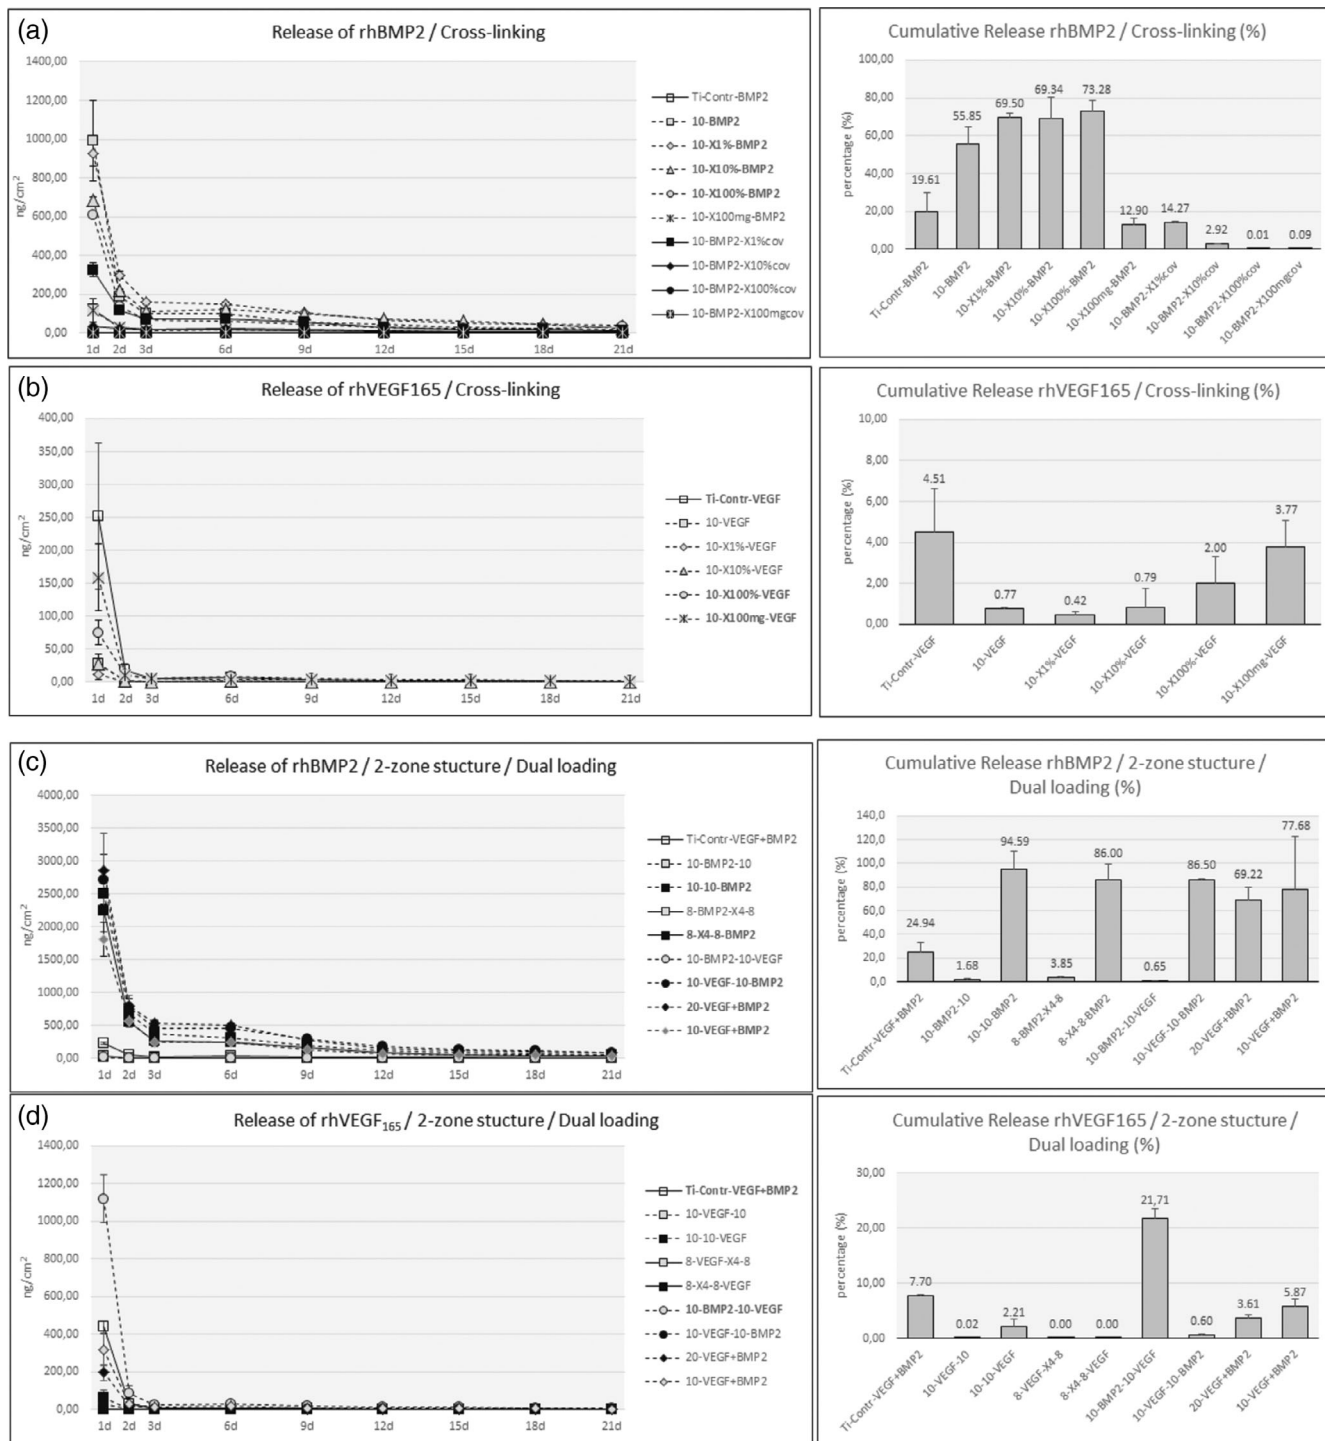 (a)
Release of rhBMP2 / Cross-linking
1400,00
1200,00
1000,00
800,00
600,00
400,00
200,00
0,00
ng/cm²
1d 2d 3d 6d 9d 12d 15d 18d 21d
Ti-Contr-BMP2
10-BMP2
10-X1%-BMP2
10-X10%-BMP2
10-X100%-BMP2
10-X100mg-BMP2
10-BMP2-X1%cov
10-BMP2-X10%cov
10-BMP2-X100%cov
10-BMP2-X100mgcov
Cumulative Release rhBMP2 / Cross-linking (%)
100,00
80,00
60,00
40,00
20,00
0,00
percentage (%)
19.61
55.85
69.50
69.34
73.28
12.90
14.27
2.92
0.01
0.09
Ti-Contr-BMP2
10-BMP2
10-X1%-BMP2
10-X10%-BMP2
10-X100%-BMP2
10-X100mg-BMP2
10-BMP2-X1%cov
10-BMP2-X10%cov
10-BMP2-X100%cov
10-BMP2-X100mgcov
(b)
Release of rhVEGF165 / Cross-linking
400,00
350,00
300,00
250,00
200,00
150,00
100,00
50,00
0,00
ng/cm²
1d 2d 3d 6d 9d 12d 15d 18d 21d
Ti-Contr-VEGF
10-VEGF
10-X1%-VEGF
10-X10%-VEGF
10-X100%-VEGF
10-X100mg-VEGF
Cumulative Release rhVEGF165 / Cross-linking (%)
10,00
8,00
6,00
4,00
2,00
0,00
percentage (%)
4.51
0.77
0.42
0.79
2.00
3.77
Ti-Contr-VEGF
10-VEGF
10-X1%-VEGF
10-X10%-VEGF
10-X100%-VEGF
10-X100mg-VEGF
(c)
Release of rhBMP2 / 2-zone stucture / Dual loading
4000,00
3500,00
3000,00
2500,00
2000,00
1500,00
1000,00
500,00
0,00
ng/cm²
1d 2d 3d 6d 9d 12d 15d 18d 21d
Ti-Contr-VEGF+BMP2
10-BMP2-10
10-10-BMP2
8-BMP2-X4-8
8-X4-8-BMP2
10-BMP2-10-VEGF
10-VEGF-10-BMP2
20-VEGF+BMP2
10-VEGF+BMP2
Cumulative Release rhBMP2 / 2-zone stucture /
Dual loading (%)
140,0
120,0
100,0
80,0
60,0
40,0
20,0
0,0
percentage (%)
24.94
1.68
94.59
3.85
86.00
0.65
86.50
69.22
77.68
Ti-Contr-VEGF+BMP2
10-BMP2-10
10-10-BMP2
8-BMP2-X4-8
8-X4-8-BMP2
10-BMP2-10-VEGF
10-VEGF-10-BMP2
20-VEGF+BMP2
10-VEGF+BMP2
(d)
Release of rhVEGF₁₆₅ / 2-zone stucture / Dual loading
1400,00
1200,00
1000,00
800,00
600,00
400,00
200,00
0,00
ng/cm²
1d 2d 3d 6d 9d 12d 15d 18d 21d
Ti-Contr-VEGF+BMP2
10-VEGF-10
10-10-VEGF
8-VEGF-X4-8
8-X4-8-VEGF
10-BMP2-10-VEGF
10-VEGF-10-BMP2
20-VEGF+BMP2
10-VEGF+BMP2
Cumulative Release rhVEGF165 / 2-zone stucture /
Dual loading (%)
30,00
20,00
10,00
0,00
percentage (%)
7.70
0.02
2.21
0.00
0.00
21,71
0.60
3.61
5.87
Ti-Contr-VEGF+BMP2
10-VEGF-10
10-10-VEGF
8-VEGF-X4-8
8-X4-8-VEGF
10-BMP2-10-VEGF
10-VEGF-10-BMP2
20-VEGF+BMP2
10-VEGF+BMP2